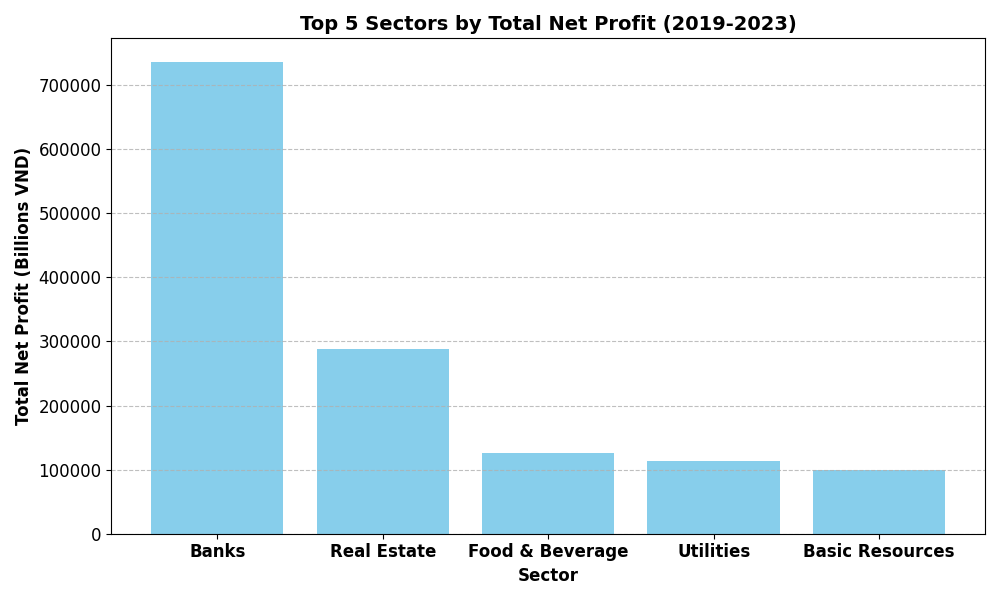 Top 5 Sectors by Total Net Profit (2019-2023)
Total Net Profit (Billions VND)
700000
600000
500000
400000
300000
200000
100000
0
Banks Real Estate Food & Beverage Utilities Basic Resources
Sector